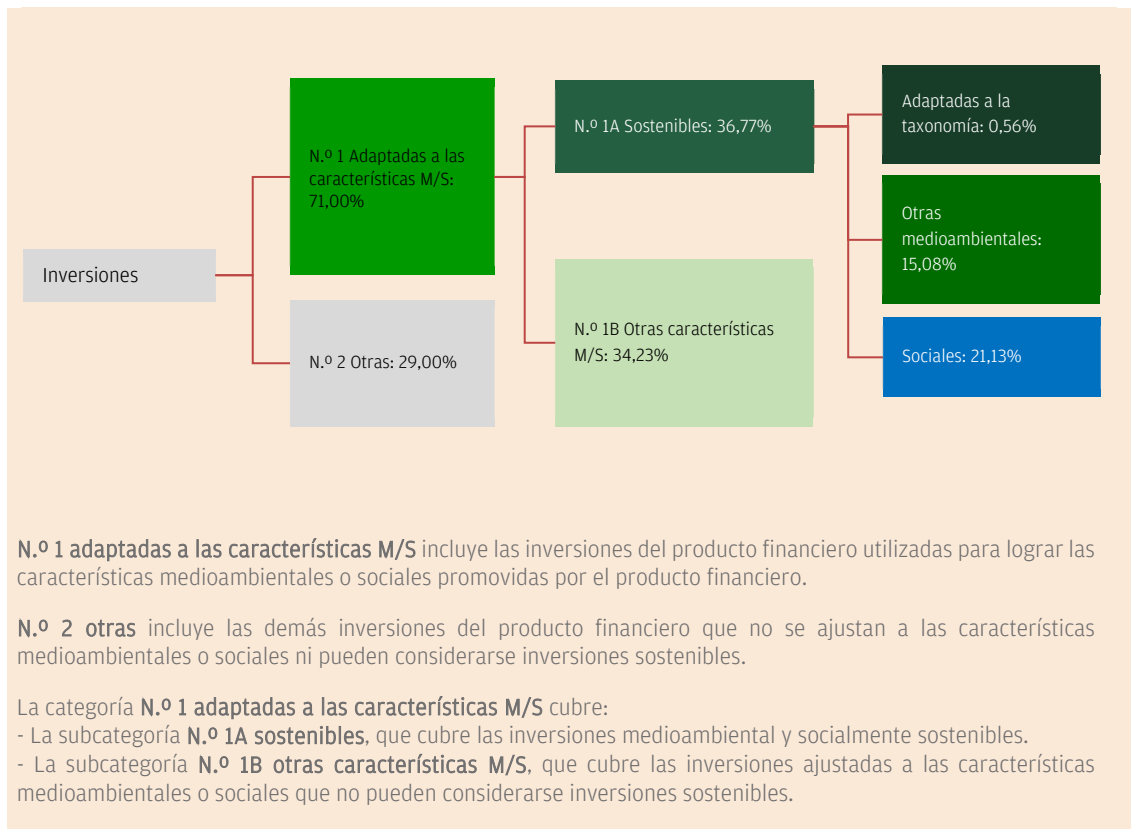 Inversiones
N.º 1 Adaptadas a las
características M/S:
71,00%
N.º 2 Otras: 29,00%
N.º 1A Sostenibles: 36,77%
N.º 1B Otras características
M/S: 34,23%
Adaptadas a la
taxonomía: 0,56%
Otras
medioambientales:
15,08%
Sociales: 21,13%
N.º 1 adaptadas a las características M/S incluye las inversiones del producto financiero utilizadas para lograr las
características medioambientales o sociales promovidas por el producto financiero.
N.º 2 otras incluye las demás inversiones del producto financiero que no se ajustan a las características
medioambientales o sociales ni pueden considerarse inversiones sostenibles.
La categoría N.º 1 adaptadas a las características M/S cubre:
- La subcategoría N.º 1A sostenibles, que cubre las inversiones medioambiental y socialmente sostenibles.
- La subcategoría N.º 1B otras características M/S, que cubre las inversiones ajustadas a las características
medioambientales o sociales que no pueden considerarse inversiones sostenibles.